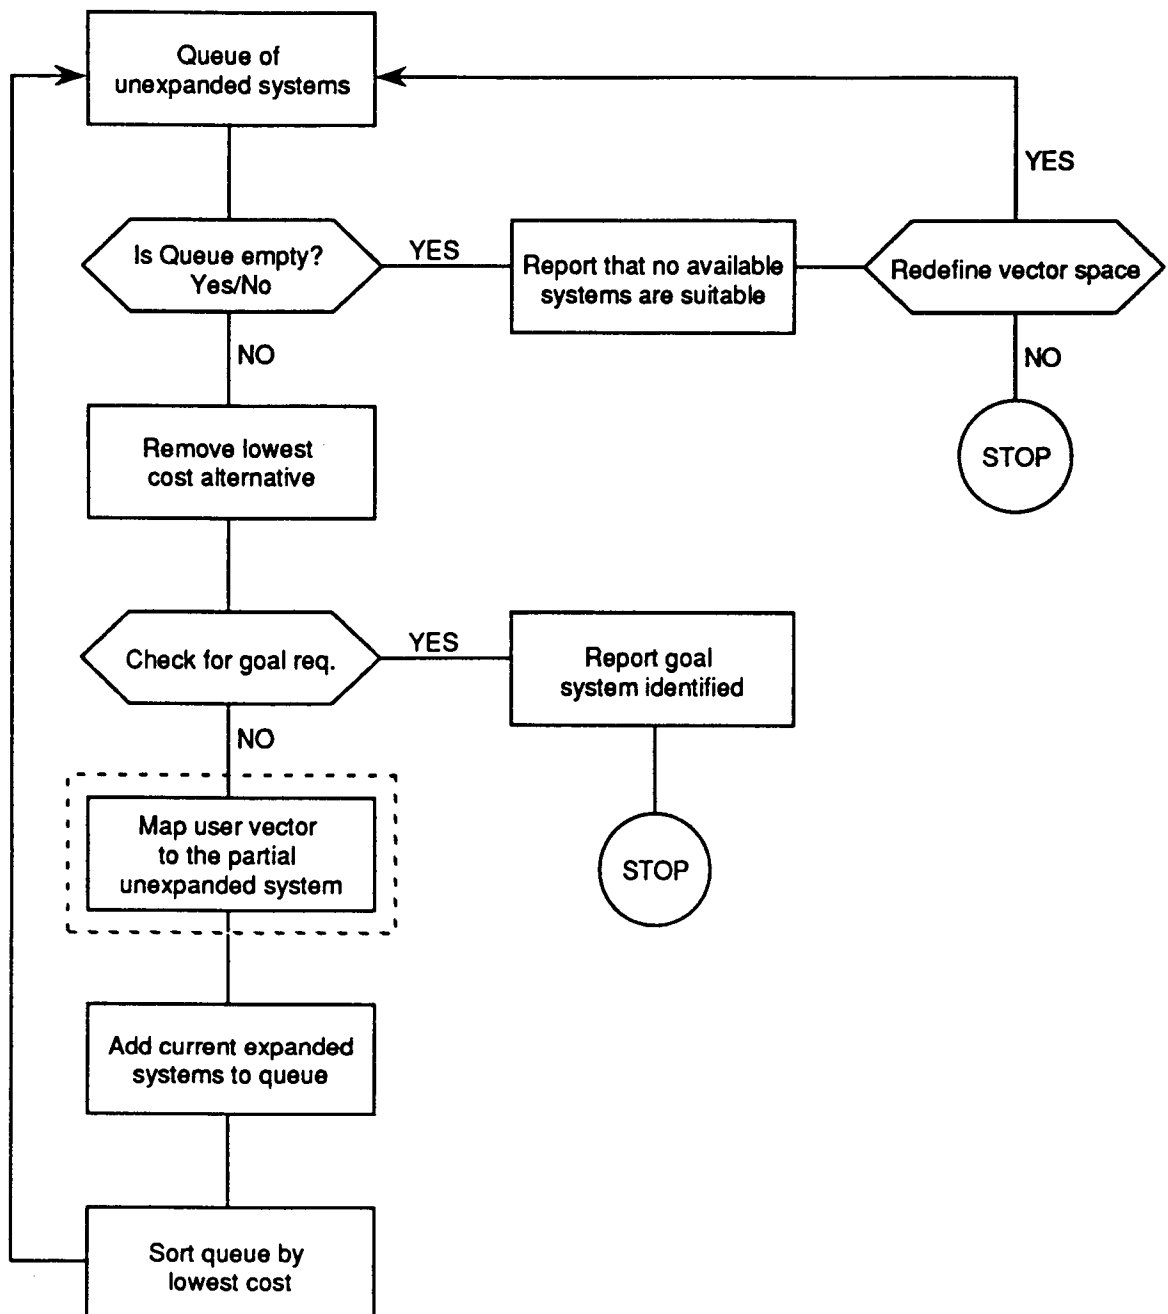 Queue of
unexpanded systems
YES
Is Queue empty?
Yes/No
YES
Report that no available
systems are suitable
Redefine vector space
NO
NO
Remove lowest
cost alternative
STOP
Check for goal req.
YES
Report goal
system identified
NO
Map user vector
to the partial
unexpanded system
STOP
Add current expanded
systems to queue
Sort queue by
lowest cost